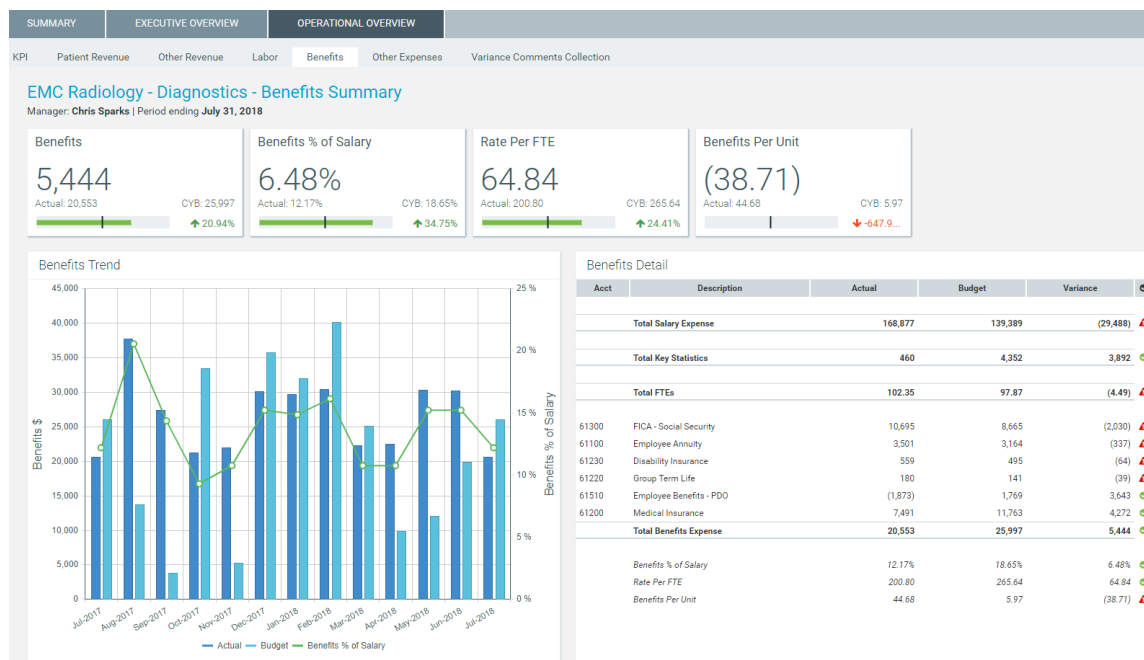 SUMMARY EXECUTIVE OVERVIEW OPERATIONAL OVERVIEW
KPI Patient Revenue Other Revenue Labor Benefits Other Expenses Variance Comments Collection
EMC Radiology - Diagnostics - Benefits Summary
Manager: Chris Sparks | Period ending July 31, 2018
Benefits
5,444
Actual: 20,553 CYB: 25,997
20.94%
Benefits % of Salary
6.48%
Actual: 12.17% CYB: 18.65%
34.75%
Rate Per FTE
64.84
Actual: 200.80 CYB: 265.64
24.41%
Benefits Per Unit
(38.71)
Actual: 44.68 CYB: 5.97
-647.9...
Benefits Trend
45,000
40,000
35,000
30,000
25,000
20,000
15,000
10,000
5,000
0
Benefits $
25 %
20 %
15 %
10 %
5 %
0 %
Benefits % of Salary
Jul-2017 Aug-2017 Sep-2017 Oct-2017 Nov-2017 Dec-2017 Jan-2018 Feb-2018 Mar-2018 Apr-2018 May-2018 Jun-2018 Jul-2018
Actual Budget Benefits % of Salary
Benefits Detail
Acct Description Actual Budget Variance
Total Salary Expense 168,877 139,389 (29,488)
Total Key Statistics 460 4,352 3,892
Total FTEs 102.35 97.87 (4.49)
61300 FICA - Social Security 10,695 8,665 (2,030)
61100 Employee Annuity 3,501 3,164 (337)
61230 Disability Insurance 559 495 (64)
61220 Group Term Life 180 141 (39)
61510 Employee Benefits - PDO (1,873) 1,769 3,643
61200 Medical Insurance 7,491 11,763 4,272
Total Benefits Expense 20,553 25,997 5,444
Benefits % of Salary 12.17% 18.65% 6.48%
Rate Per FTE 200.80 265.64 64.84
Benefits Per Unit 44.68 5.97 (38.71)